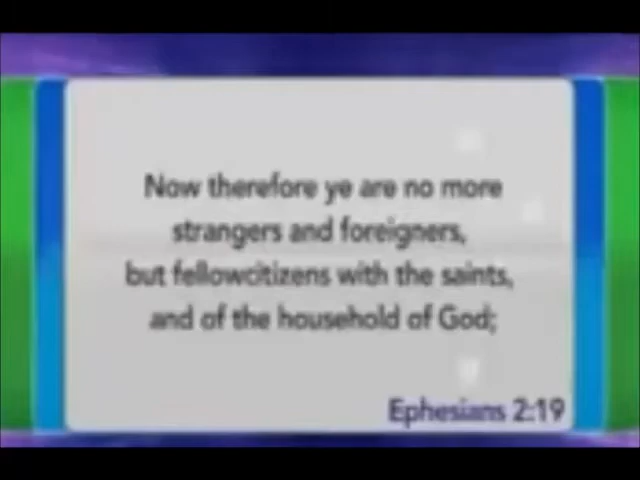 Now therefore ye are no more
strangers and foreigners,
but fellowcitizens with the saints,
and of the household of God;
Ephesians 2:19